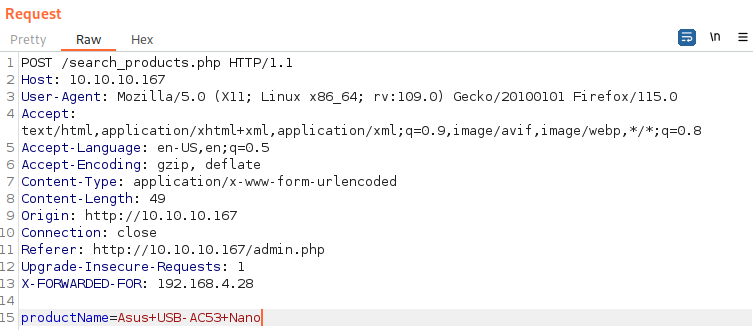 Request
Pretty Raw Hex \n
1 POST /search_products.php HTTP/1.1
2 Host: 10.10.10.167
3 User-Agent: Mozilla/5.0 (X11; Linux x86_64; rv:109.0) Gecko/20100101 Firefox/115.0
4 Accept:
text/html,application/xhtml+xml,application/xml;q=0.9,image/avif,image/webp,*/*;q=0.8
5 Accept-Language: en-US,en;q=0.5
6 Accept-Encoding: gzip, deflate
7 Content-Type: application/x-www-form-urlencoded
8 Content-Length: 49
9 Origin: http://10.10.10.167
10 Connection: close
11 Referer: http://10.10.10.167/admin.php
12 Upgrade-Insecure-Requests: 1
13 X-FORWARDED-FOR: 192.168.4.28
14
15 productName=Asus+USB-AC53+Nano